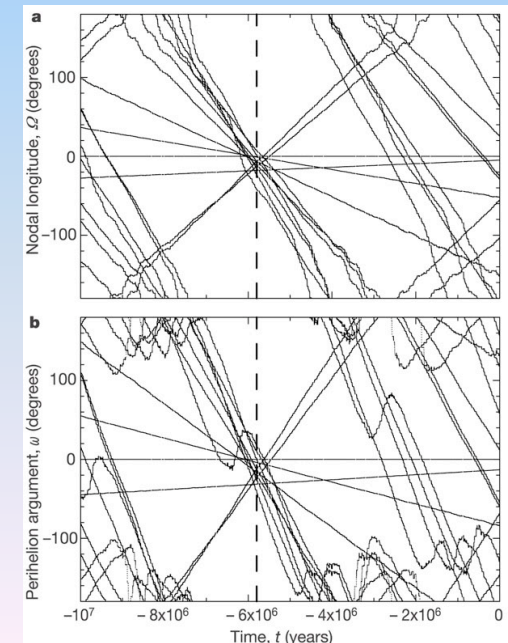 a
Nodal longitude, Ω (degrees)
100
0
−100
b
Perihelion argument, ω (degrees)
100
0
−100
−10⁷
−8x10⁶
−6x10⁶
−4x10⁶
−2x10⁶
0
Time, t (years)